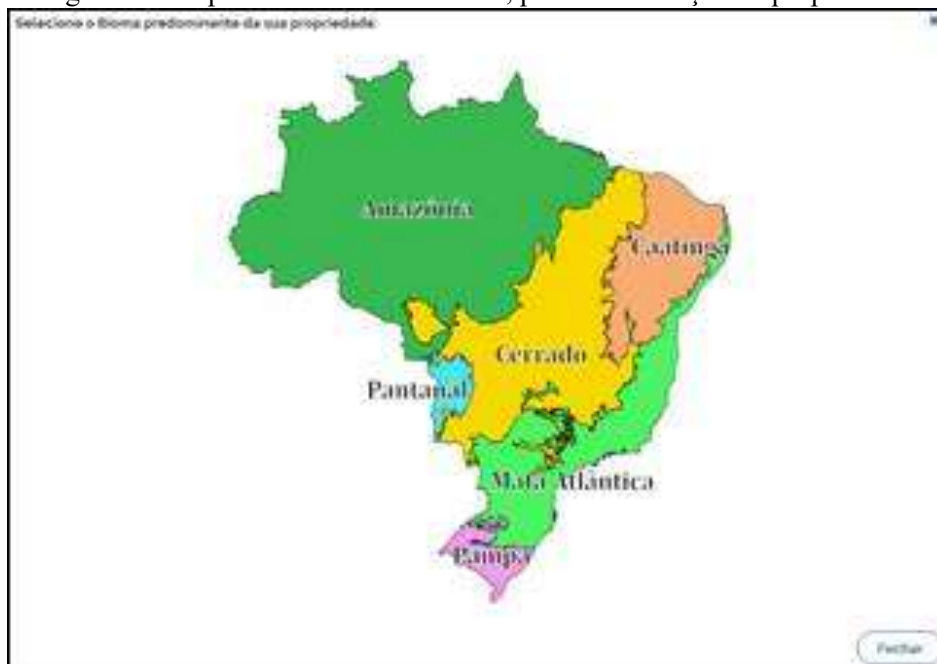 Selecione o Bioma predominante da sua propriedade:
Amazônia
Caatinga
Cerrado
Pantanal
Mata Atlântica
Pampa
Fechar